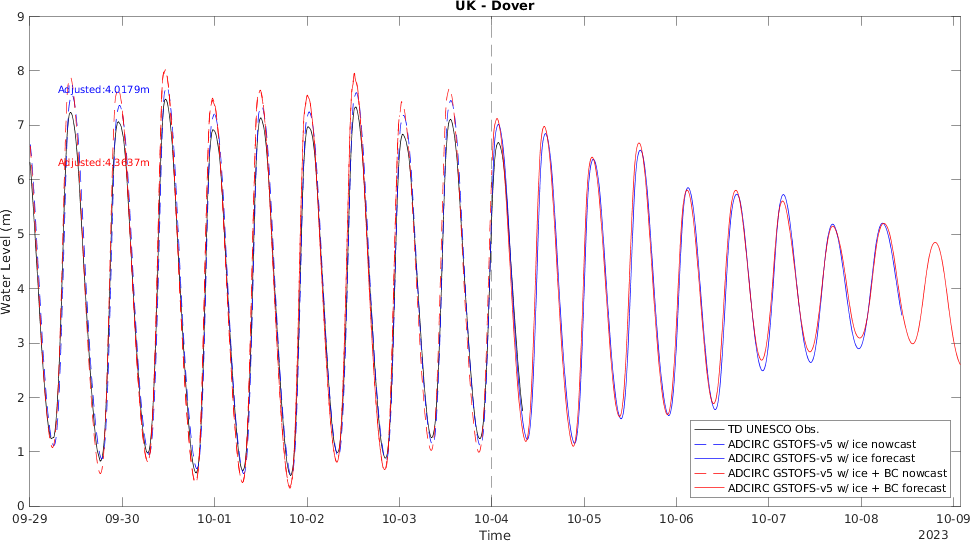 UK - Dover
9
8
7
6
5
4
3
2
1
0
Water Level (m)
Adjusted:4.0179m
Adjusted:4.3637m
TD UNESCO Obs.
ADCIRC GSTOFS-v5 w/ ice nowcast
ADCIRC GSTOFS-v5 w/ ice forecast
ADCIRC GSTOFS-v5 w/ ice + BC nowcast
ADCIRC GSTOFS-v5 w/ ice + BC forecast
09-29 09-30 10-01 10-02 10-03 10-04 10-05 10-06 10-07 10-08 10-09
Time
2023